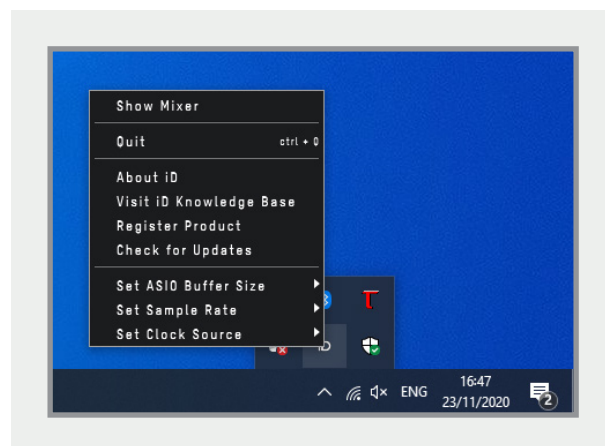 Show Mixer
Quit ctrl + Q
About iD
Visit iD Knowledge Base
Register Product
Check for Updates
Set ASIO Buffer Size
Set Sample Rate
Set Clock Source
iD
ENG
16:47
23/11/2020
2